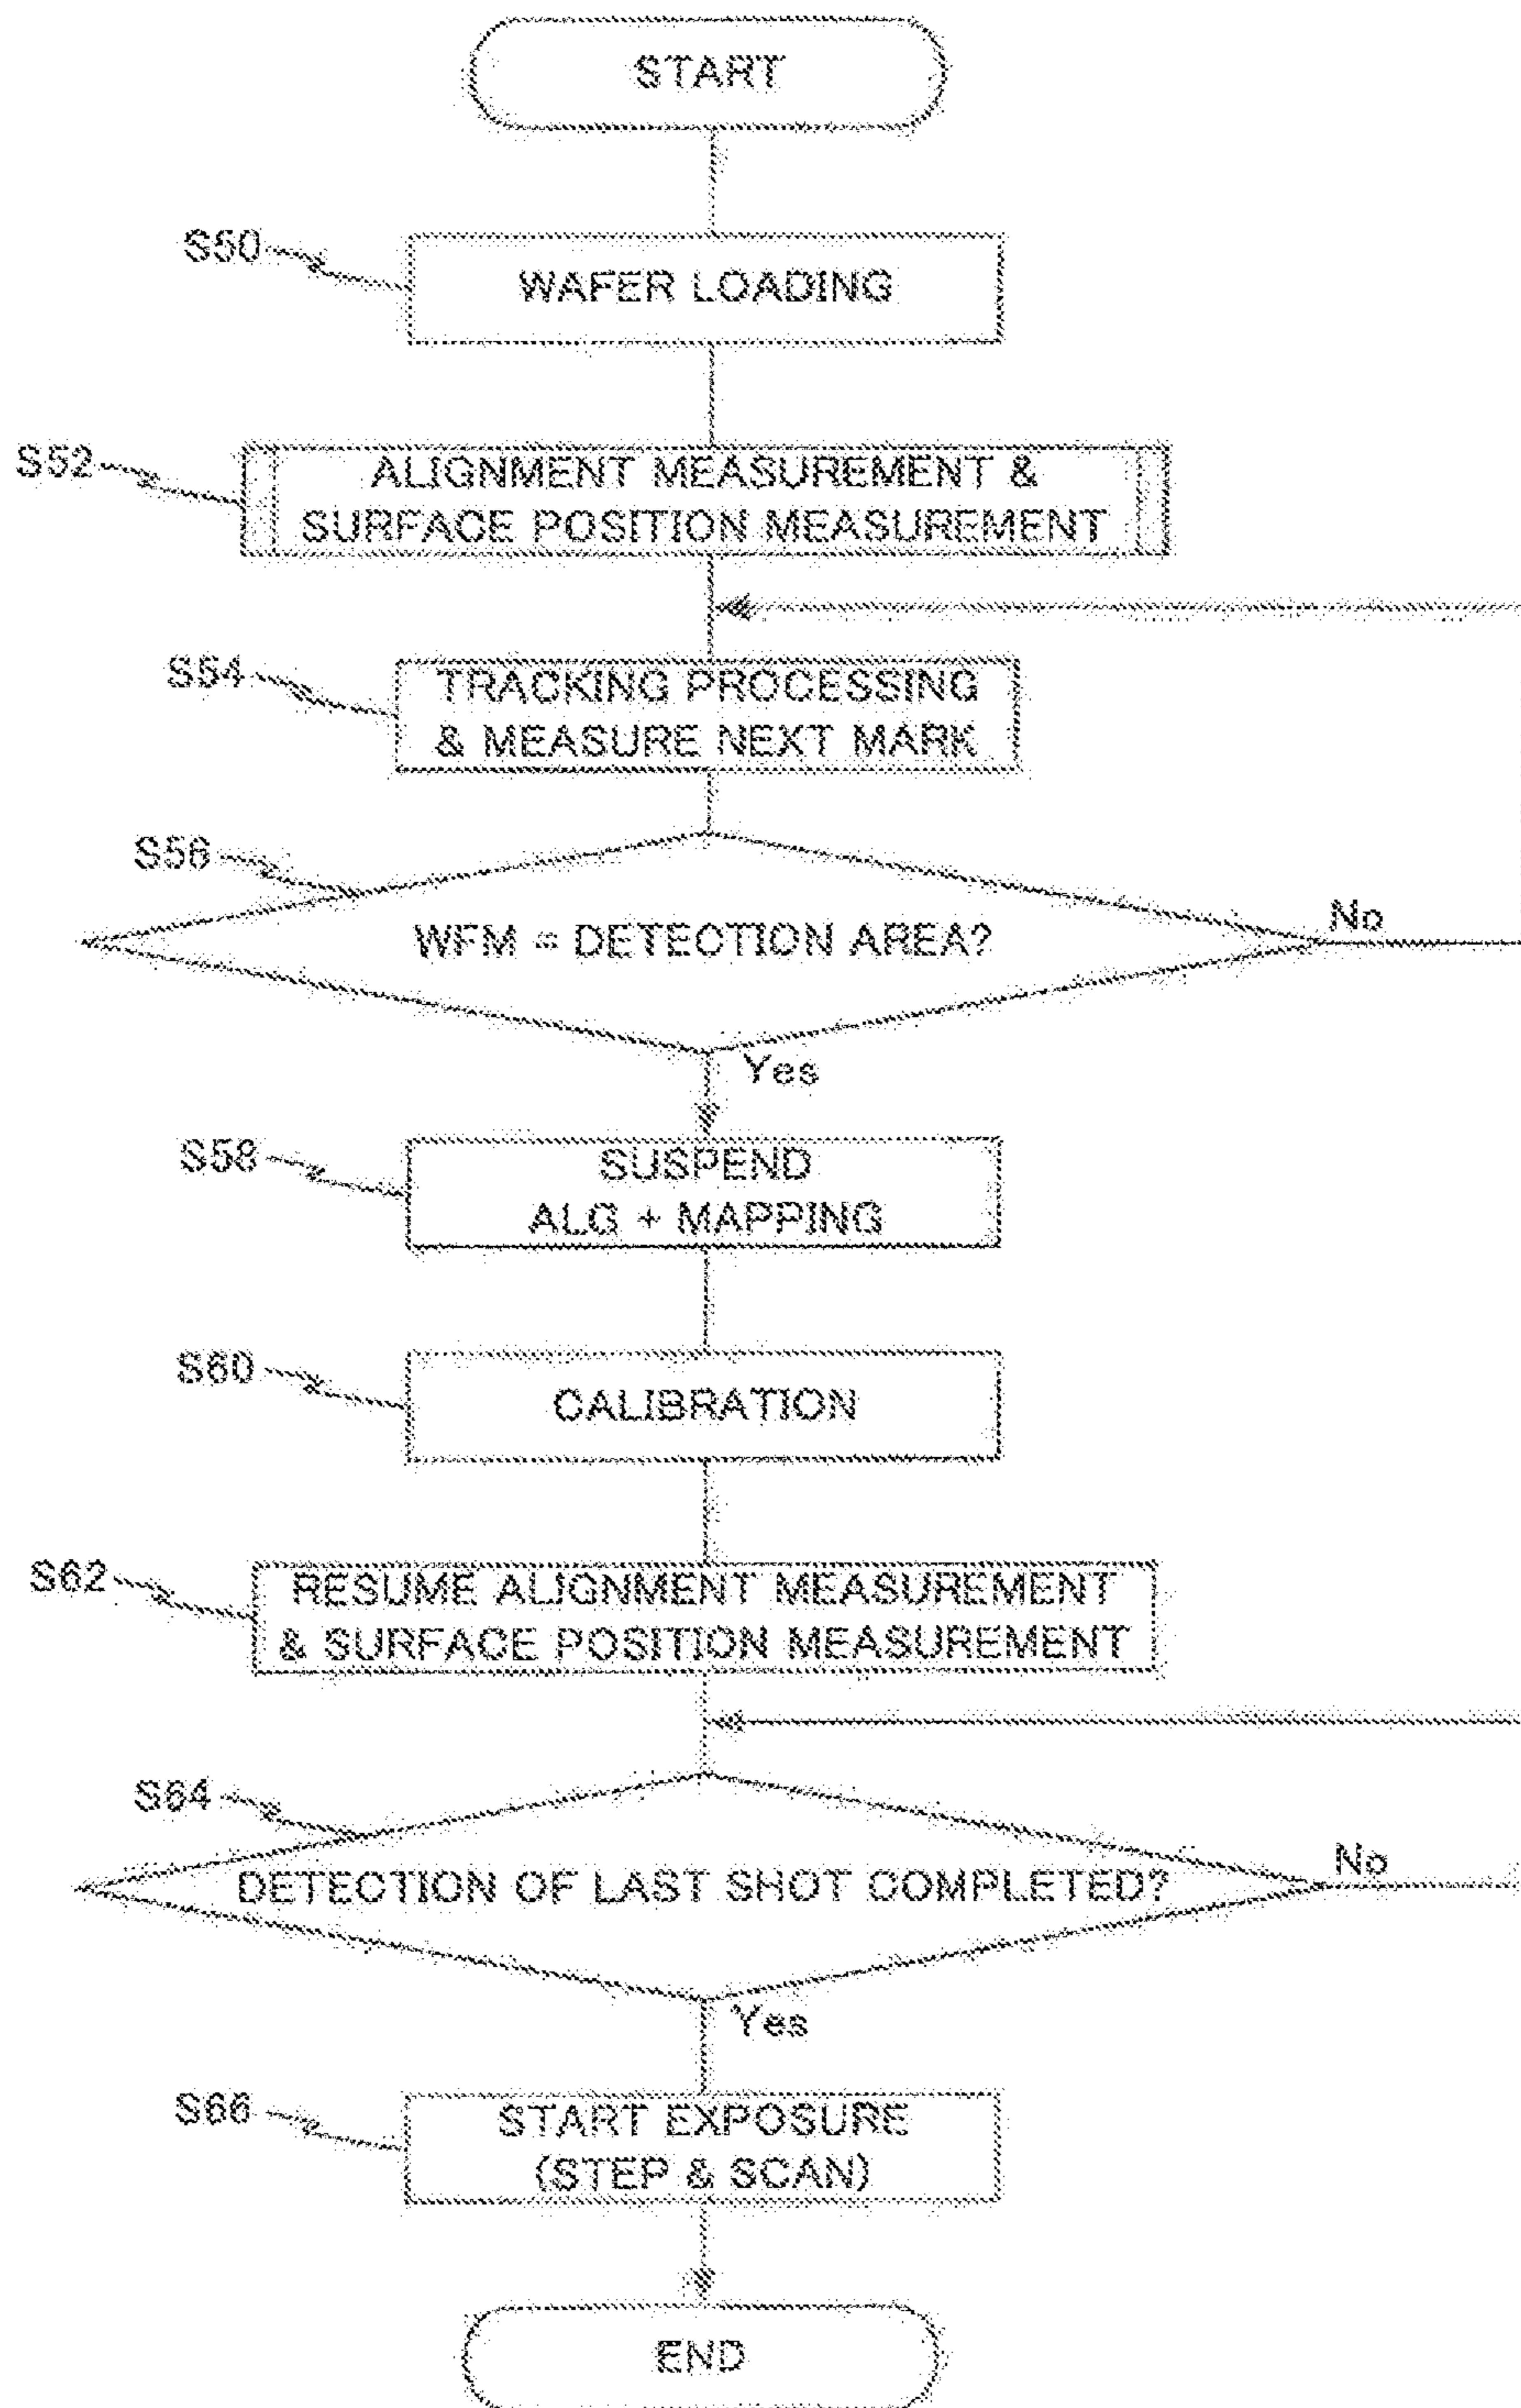 START
S50
WAFER LOADING
S52
ALIGNMENT MEASUREMENT &
SURFACE POSITION MEASUREMENT
S54
TRACKING PROCESSING
& MEASURE NEXT MARK
S56
WFM = DETECTION AREA?
No
Yes
S58
SUSPEND
ALG + MAPPING
S60
CALIBRATION
S62
RESUME ALIGNMENT MEASUREMENT
& SURFACE POSITION MEASUREMENT
S64
DETECTION OF LAST SHOT COMPLETED?
No
Yes
S66
START EXPOSURE
(STEP & SCAN)
END